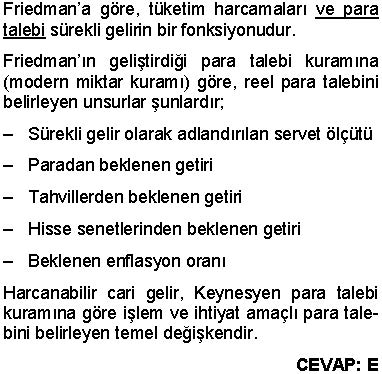 Friedman’a göre, tüketim harcamaları ve para
talebi sürekli gelirin bir fonksiyonudur.
Friedman’ın geliştirdiği para talebi kuramına
(modern miktar kuramı) göre, reel para talebini
belirleyen unsurlar şunlardır;
– Sürekli gelir olarak adlandırılan servet ölçütü
– Paradan beklenen getiri
– Tahvillerden beklenen getiri
– Hisse senetlerinden beklenen getiri
– Beklenen enflasyon oranı
Harcanabilir cari gelir, Keynesyen para talebi
kuramına göre işlem ve ihtiyat amaçlı para tale-
bini belirleyen temel değişkendir.
CEVAP: E